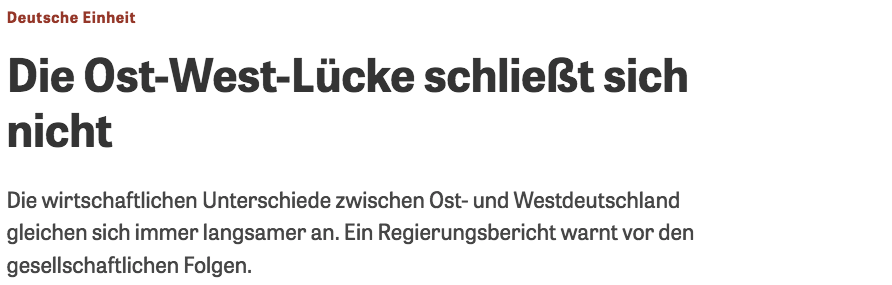 Deutsche Einheit
Die Ost-West-Lücke schließt sich
nicht
Die wirtschaftlichen Unterschiede zwischen Ost- und Westdeutschland
gleichen sich immer langsamer an. Ein Regierungsbericht warnt vor den
gesellschaftlichen Folgen.